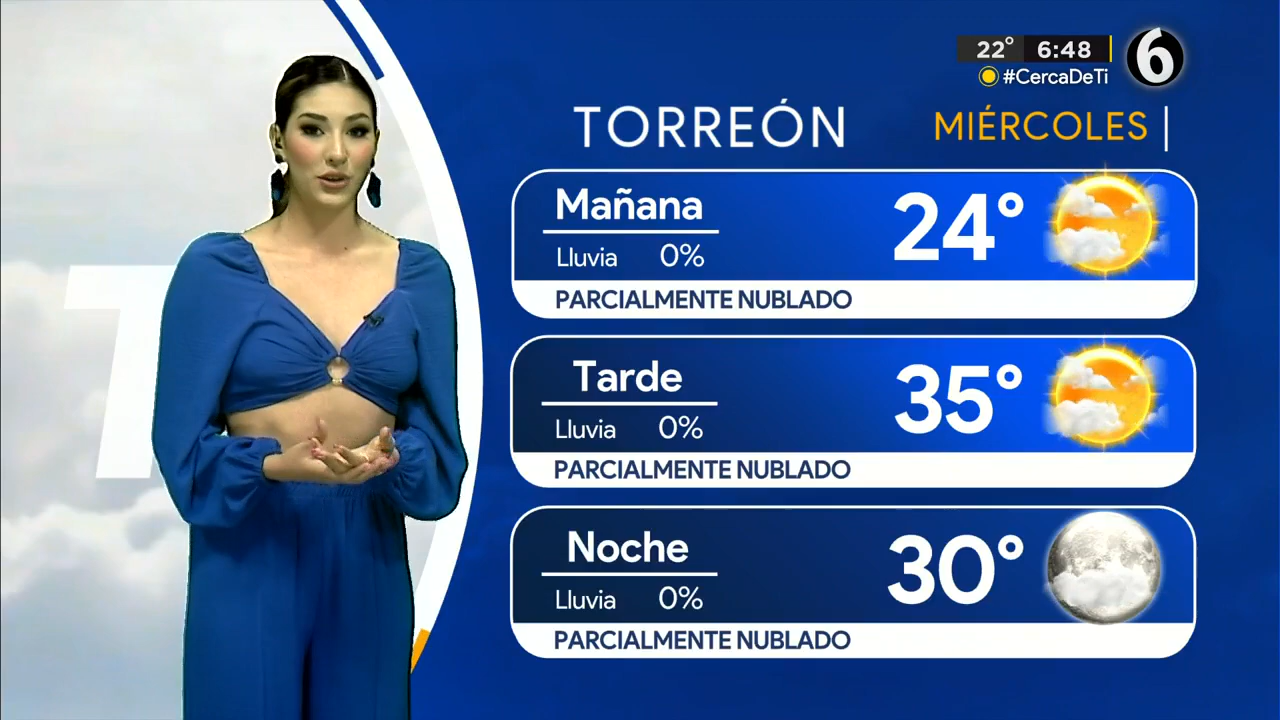 22° 6:48
6
#CercaDeTi
TORREÓN MIÉRCOLES |
Mañana 24°
Lluvia 0%
PARCIALMENTE NUBLADO
Tarde 35°
Lluvia 0%
PARCIALMENTE NUBLADO
Noche 30°
Lluvia 0%
PARCIALMENTE NUBLADO
T